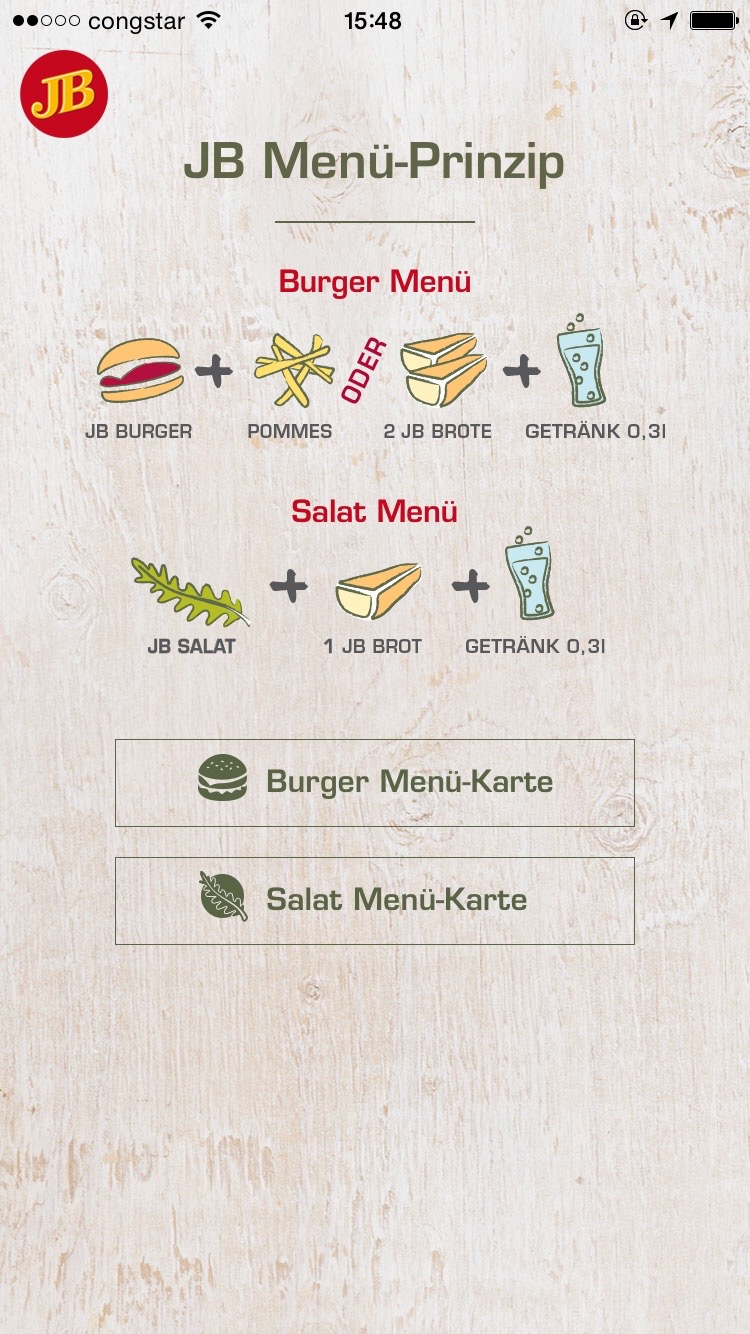 congstar 15:48
JB
JB Menü-Prinzip
Burger Menü
ODER
JB BURGER POMMES 2 JB BROTE GETRÄNK 0,3l
Salat Menü
JB SALAT 1 JB BROT GETRÄNK 0,3l
Burger Menü-Karte
Salat Menü-Karte